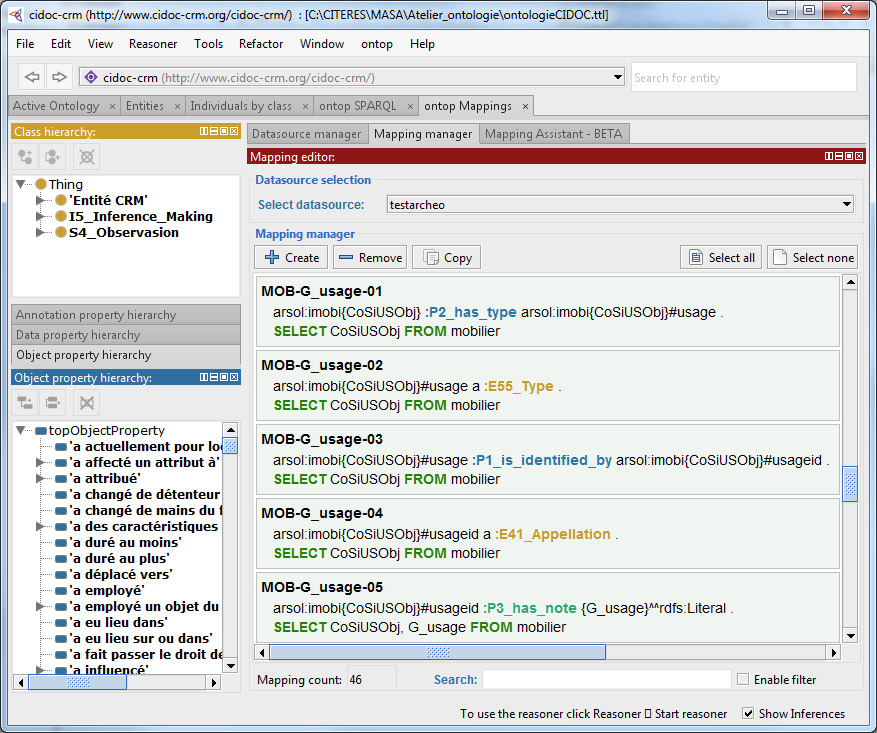 cidoc-crm (http://www.cidoc-crm.org/cidoc-crm/) : [C:\CITERES\MASA\Atelier_ontologie\ontologieCIDOC.ttl]
File Edit View Reasoner Tools Refactor Window ontop Help
cidoc-crm (http://www.cidoc-crm.org/cidoc-crm/)
Search for entity
Active Ontology × Entities × Individuals by class × ontop SPARQL × ontop Mappings ×
Class hierarchy:
Thing
'Entité CRM'
I5_Inference_Making
S4_Observasion
Annotation property hierarchy
Data property hierarchy
Object property hierarchy
Object property hierarchy:
topObjectProperty
'a actuellement pour loc
'a affecté un attribut à'
'a attribué'
'a changé de détenteur
'a changé de mains du f
'a des caractéristiques
'a duré au moins'
'a duré au plus'
'a déplacé vers'
'a employé'
'a employé un objet du
'a eu lieu dans'
'a eu lieu sur ou dans'
'a fait passer le droit de
'a influencé'
Datasource manager Mapping manager Mapping Assistant - BETA
Mapping editor:
Datasource selection
Select datasource: testarcheo
Mapping manager
Create Remove Copy Select all Select none
MOB-G_usage-01
arsol:imobi{CoSiUSObj} :P2_has_type arsol:imobi{CoSiUSObj}#usage .
SELECT CoSiUSObj FROM mobilier
MOB-G_usage-02
arsol:imobi{CoSiUSObj}#usage a :E55_Type .
SELECT CoSiUSObj FROM mobilier
MOB-G_usage-03
arsol:imobi{CoSiUSObj}#usage :P1_is_identified_by arsol:imobi{CoSiUSObj}#usageid .
SELECT CoSiUSObj FROM mobilier
MOB-G_usage-04
arsol:imobi{CoSiUSObj}#usageid a :E41_Appellation .
SELECT CoSiUSObj FROM mobilier
MOB-G_usage-05
arsol:imobi{CoSiUSObj}#usageid :P3_has_note {G_usage}^^rdfs:Literal .
SELECT CoSiUSObj, G_usage FROM mobilier
Mapping count: 46 Search: Enable filter
To use the reasoner click Reasoner ▯ Start reasoner Show Inferences